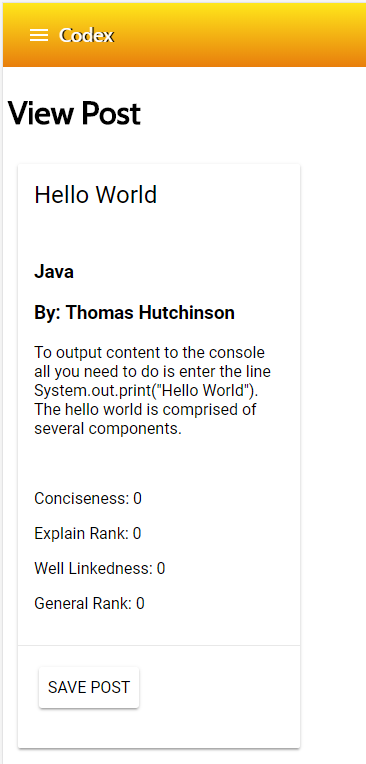 Codex
View Post
Hello World
Java
By: Thomas Hutchinson
To output content to the console
all you need to do is enter the line
System.out.print("Hello World").
The hello world is comprised of
several components.
Conciseness: 0
Explain Rank: 0
Well Linkedness: 0
General Rank: 0
SAVE POST